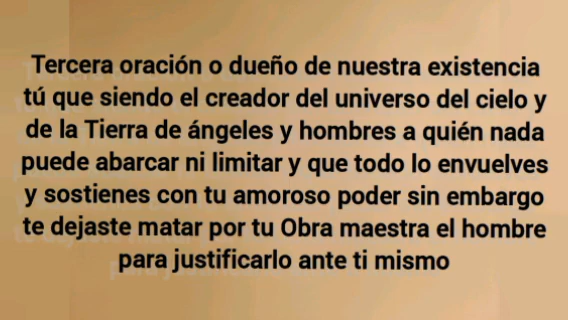 Tercera oración o dueño de nuestra existencia
tú que siendo el creador del universo del cielo y
de la Tierra de ángeles y hombres a quién nada
puede abarcar ni limitar y que todo lo envuelves
y sostienes con tu amoroso poder sin embargo
te dejaste matar por tu Obra maestra el hombre
para justificarlo ante ti mismo